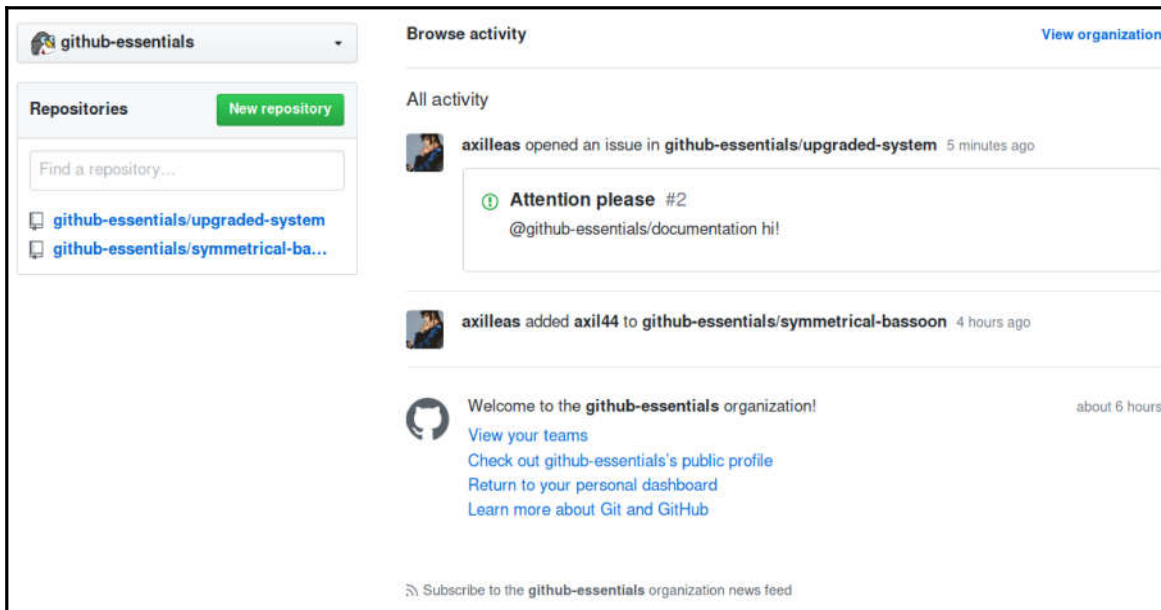 github-essentials
Repositories
New repository
Find a repository...
github-essentials/upgraded-system
github-essentials/symmetrical-ba...
Browse activity
View organization
All activity
axilleas opened an issue in github-essentials/upgraded-system 5 minutes ago
Attention please #2
@github-essentials/documentation hi!
axilleas added axil44 to github-essentials/symmetrical-bassoon 4 hours ago
Welcome to the github-essentials organization!
about 6 hours
View your teams
Check out github-essentials's public profile
Return to your personal dashboard
Learn more about Git and GitHub
Subscribe to the github-essentials organization news feed